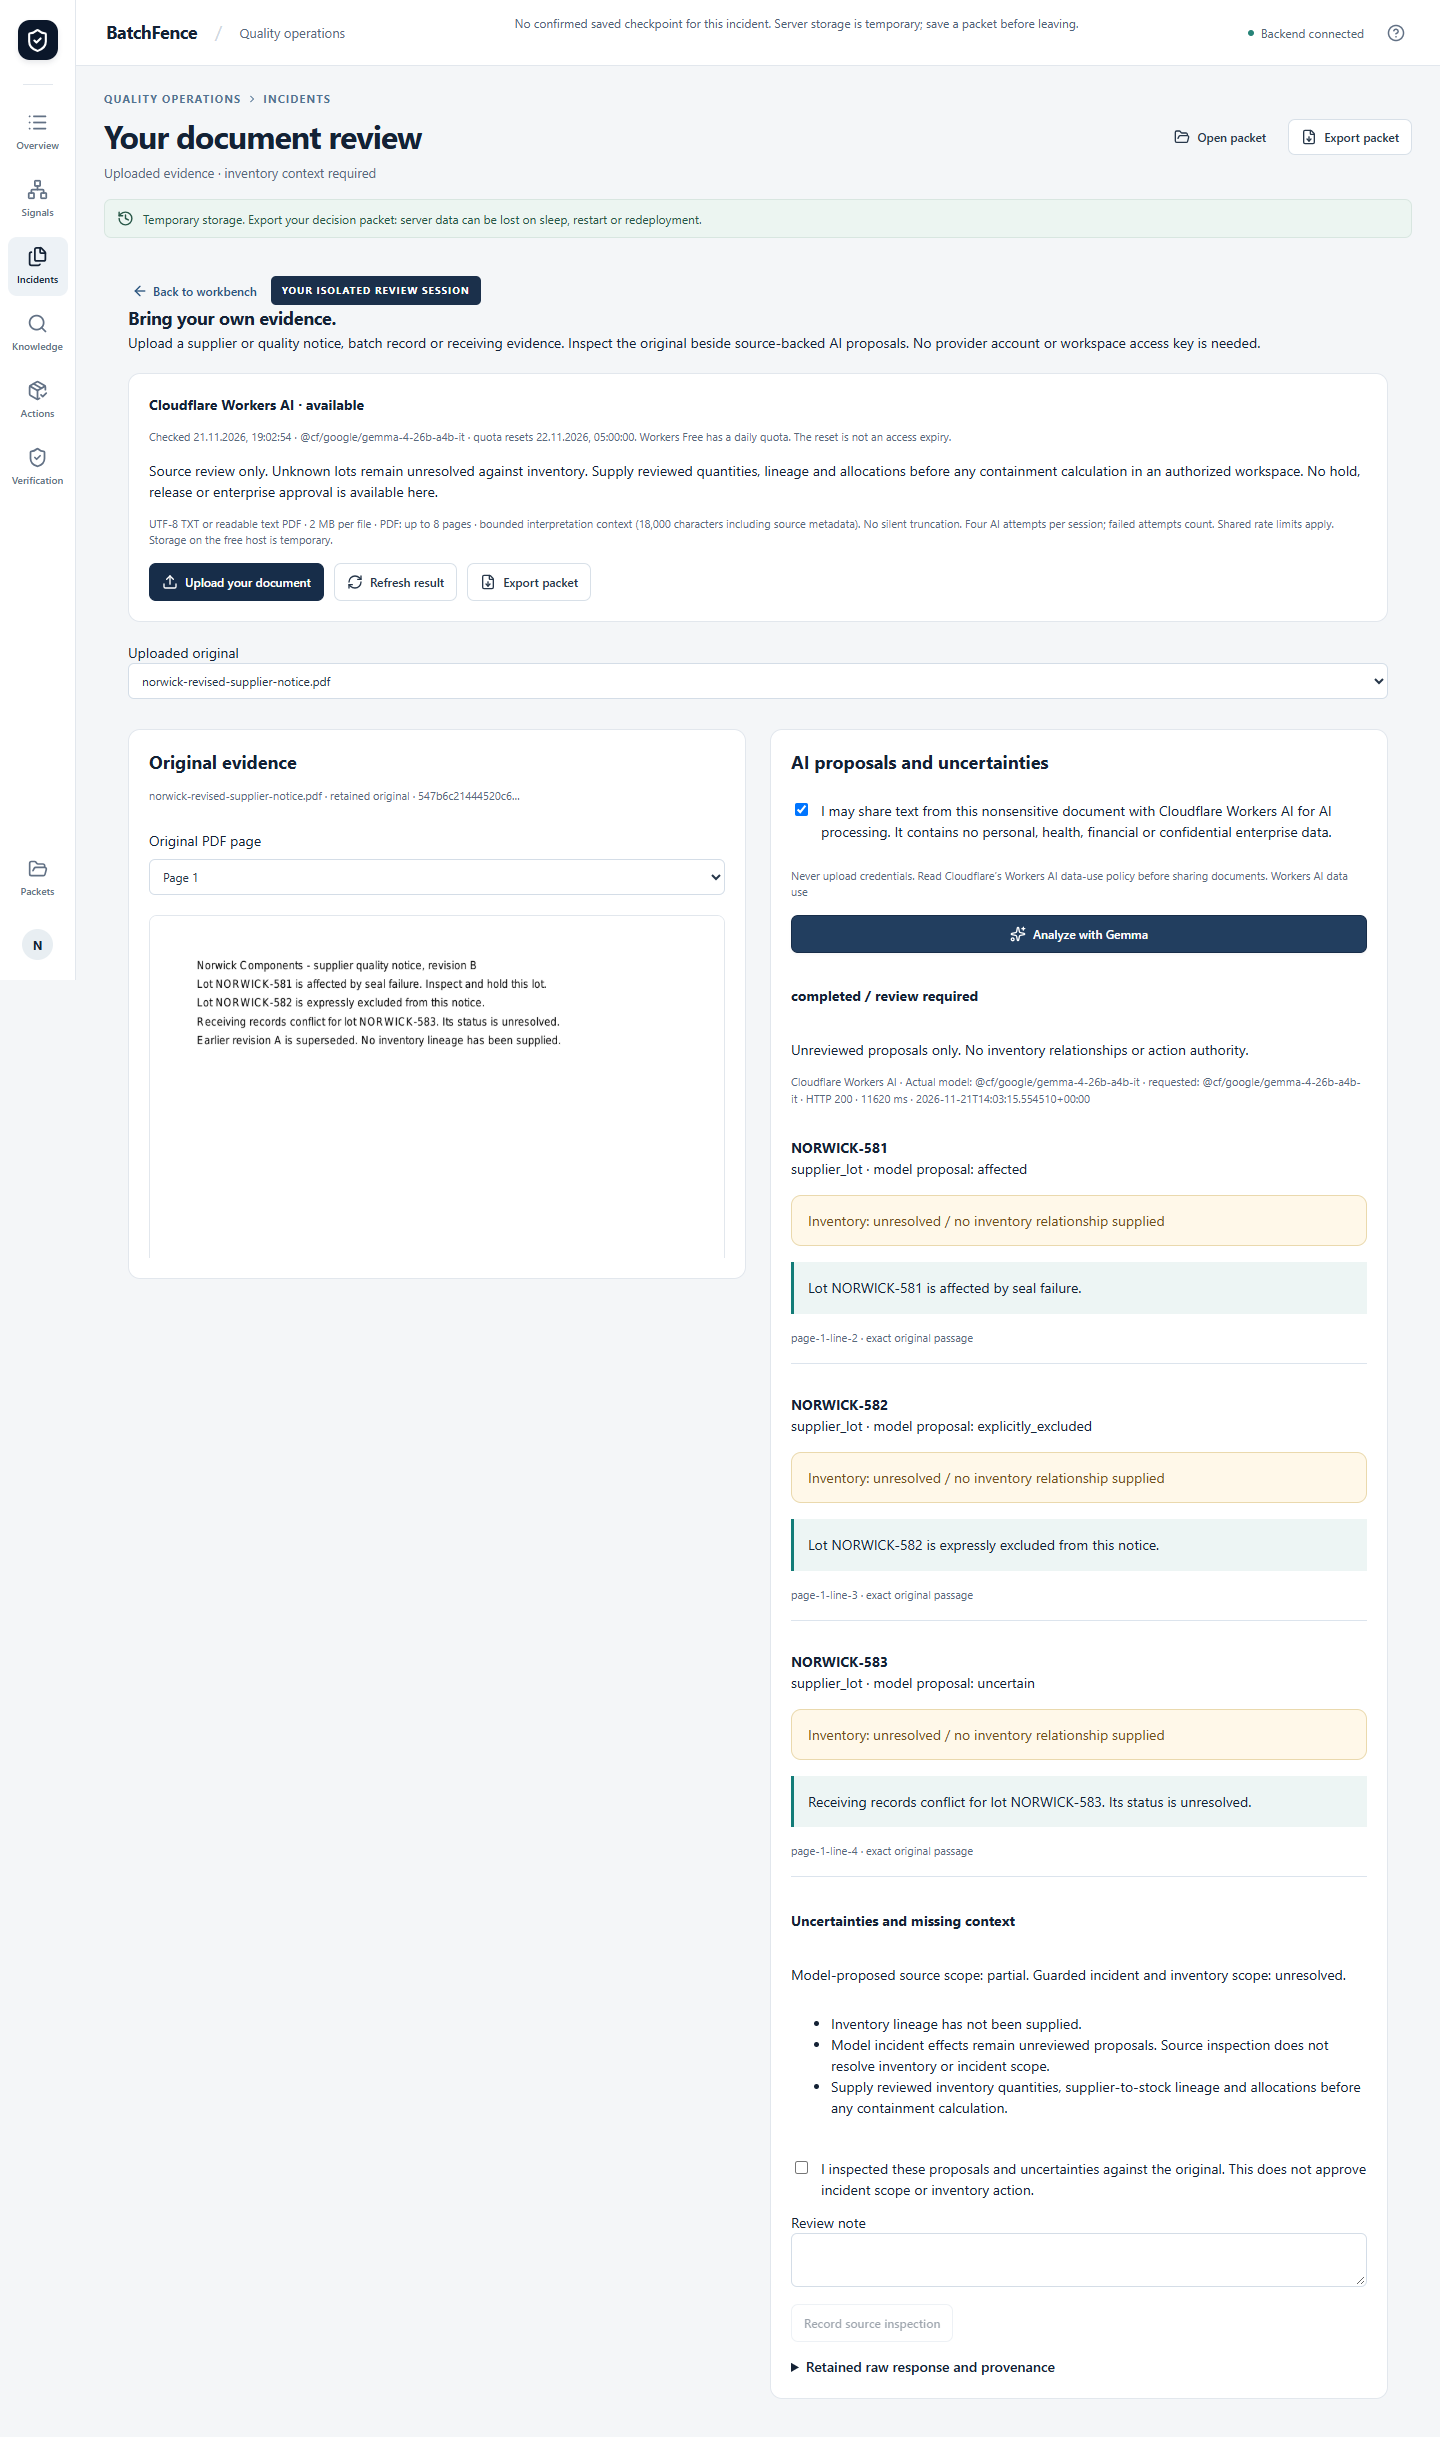 BatchFence / Quality operations
No confirmed saved checkpoint for this incident. Server storage is temporary; save a packet before leaving.
Backend connected
Overview
Signals
Incidents
Knowledge
Actions
Verification
Packets
N
QUALITY OPERATIONS > INCIDENTS
Your document review
Uploaded evidence · inventory context required
Open packet
Export packet
Temporary storage. Export your decision packet: server data can be lost on sleep, restart or redeployment.
Back to workbench
YOUR ISOLATED REVIEW SESSION
Bring your own evidence.
Upload a supplier or quality notice, batch record or receiving evidence. Inspect the original beside source-backed AI proposals. No provider account or workspace access key is needed.
Cloudflare Workers AI · available
Checked 21.11.2026, 19:02:54 · @cf/google/gemma-4-26b-a4b-it · quota resets 22.11.2026, 05:00:00. Workers Free has a daily quota. The reset is not an access expiry.
Source review only. Unknown lots remain unresolved against inventory. Supply reviewed quantities, lineage and allocations before any containment calculation in an authorized workspace. No hold,
release or enterprise approval is available here.
UTF-8 TXT or readable text PDF · 2 MB per file · PDF: up to 8 pages · bounded interpretation context (18,000 characters including source metadata). No silent truncation. Four AI attempts per session; failed attempts count. Shared rate limits apply.
Storage on the free host is temporary.
Upload your document
Refresh result
Export packet
Uploaded original
norwick-revised-supplier-notice.pdf
Original evidence
norwick-revised-supplier-notice.pdf · retained original · 547b6c21444520c6...
Original PDF page
Page 1
Norwick Components - supplier quality notice, revision B
Lot NORWICK-581 is affected by seal failure. Inspect and hold this lot.
Lot NORWICK-582 is expressly excluded from this notice.
Receiving records conflict for lot NORWICK-583. Its status is unresolved.
Earlier revision A is superseded. No inventory lineage has been supplied.
AI proposals and uncertainties
I may share text from this nonsensitive document with Cloudflare Workers AI for AI
processing. It contains no personal, health, financial or confidential enterprise data.
Never upload credentials. Read Cloudflare's Workers AI data-use policy before sharing documents. Workers AI data
use
Analyze with Gemma
completed / review required
Unreviewed proposals only. No inventory relationships or action authority.
Cloudflare Workers AI · Actual model: @cf/google/gemma-4-26b-a4b-it · requested: @cf/google/gemma-4-26b-a4b-
it · HTTP 200 · 11620 ms · 2026-11-21T14:03:15.554510+00:00
NORWICK-581
supplier_lot · model proposal: affected
Inventory: unresolved / no inventory relationship supplied
Lot NORWICK-581 is affected by seal failure.
page-1-line-2 · exact original passage
NORWICK-582
supplier_lot · model proposal: explicitly_excluded
Inventory: unresolved / no inventory relationship supplied
Lot NORWICK-582 is expressly excluded from this notice.
page-1-line-3 · exact original passage
NORWICK-583
supplier_lot · model proposal: uncertain
Inventory: unresolved / no inventory relationship supplied
Receiving records conflict for lot NORWICK-583. Its status is unresolved.
page-1-line-4 · exact original passage
Uncertainties and missing context
Model-proposed source scope: partial. Guarded incident and inventory scope: unresolved.
• Inventory lineage has not been supplied.
• Model incident effects remain unreviewed proposals. Source inspection does not
resolve inventory or incident scope.
• Supply reviewed inventory quantities, supplier-to-stock lineage and allocations before
any containment calculation.
I inspected these proposals and uncertainties against the original. This does not approve
incident scope or inventory action.
Review note
Record source inspection
Retained raw response and provenance